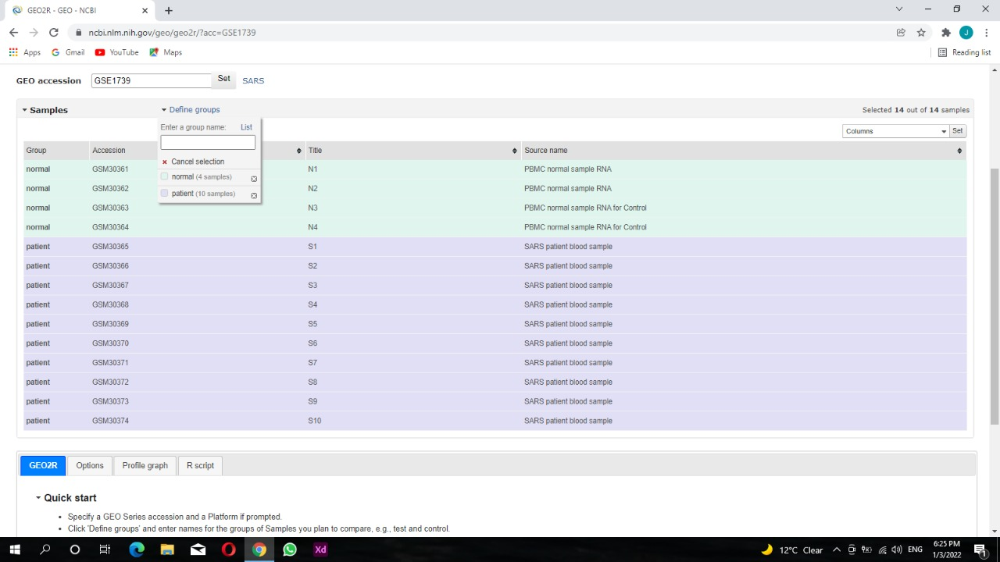 GEO2R - GEO - NCBI
ncbi.nlm.nih.gov/geo/geo2r/?acc=GSE1739
J
Apps Gmail YouTube Maps Reading list
GEO accession GSE1739 Set SARS
Samples Define groups Selected 14 out of 14 samples
Enter a group name: List
Columns Set
Cancel selection
normal (4 samples)
patient (10 samples)
Group Accession Title Source name
normal GSM30361 N1 PBMC normal sample RNA
normal GSM30362 N2 PBMC normal sample RNA
normal GSM30363 N3 PBMC normal sample RNA for Control
normal GSM30364 N4 PBMC normal sample RNA for Control
patient GSM30365 S1 SARS patient blood sample
patient GSM30366 S2 SARS patient blood sample
patient GSM30367 S3 SARS patient blood sample
patient GSM30368 S4 SARS patient blood sample
patient GSM30369 S5 SARS patient blood sample
patient GSM30370 S6 SARS patient blood sample
patient GSM30371 S7 SARS patient blood sample
patient GSM30372 S8 SARS patient blood sample
patient GSM30373 S9 SARS patient blood sample
patient GSM30374 S10 SARS patient blood sample
GEO2R Options Profile graph R script
Quick start
• Specify a GEO Series accession and a Platform if prompted.
• Click 'Define groups' and enter names for the groups of Samples you plan to compare, e.g., test and control.
Xd 12°C Clear ENG 6:25 PM
1/3/2022 1